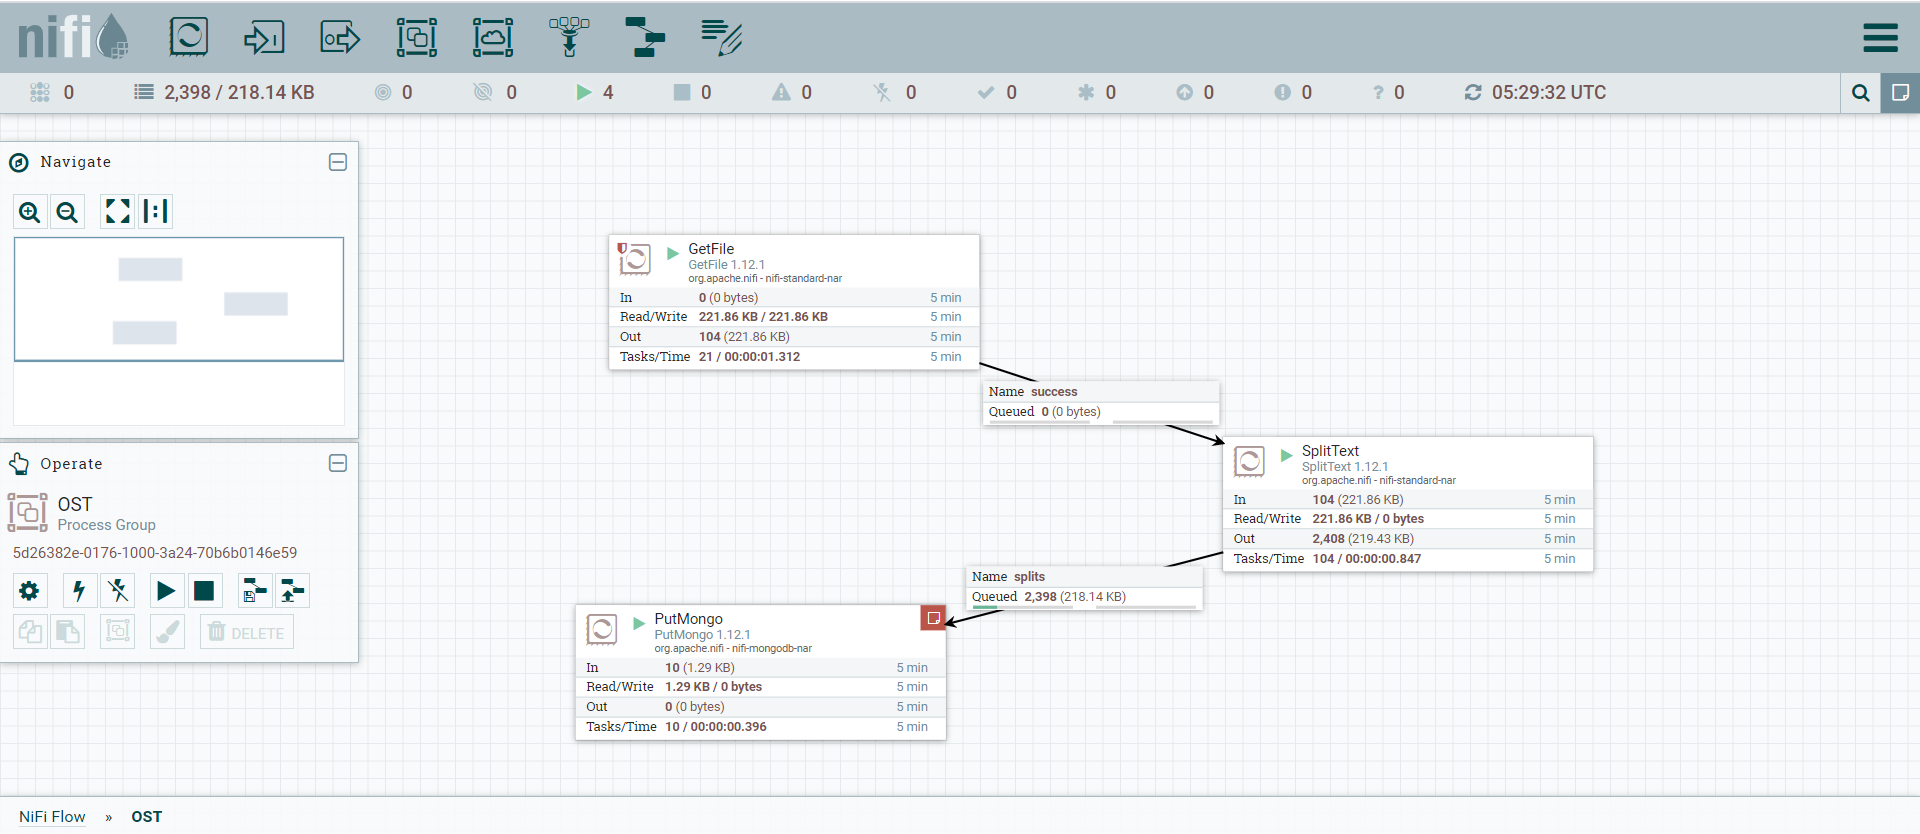 nifi
0 2,398 / 218.14 KB 0 0 4 0 0 0 0 0 0 0 ? 0 05:29:32 UTC
Navigate
Operate
OST
Process Group
5d26382e-0176-1000-3a24-70b6b0146e59
DELETE
GetFile
GetFile 1.12.1
org.apache.nifi - nifi-standard-nar
In 0 (0 bytes) 5 min
Read/Write 221.86 KB / 221.86 KB 5 min
Out 104 (221.86 KB) 5 min
Tasks/Time 21 / 00:00:01.312 5 min
Name success
Queued 0 (0 bytes)
SplitText
SplitText 1.12.1
org.apache.nifi - nifi-standard-nar
In 104 (221.86 KB) 5 min
Read/Write 221.86 KB / 0 bytes 5 min
Out 2,408 (219.43 KB) 5 min
Tasks/Time 104 / 00:00:00.847 5 min
Name splits
Queued 2,398 (218.14 KB)
PutMongo
PutMongo 1.12.1
org.apache.nifi - nifi-mongodb-nar
In 10 (1.29 KB) 5 min
Read/Write 1.29 KB / 0 bytes 5 min
Out 0 (0 bytes) 5 min
Tasks/Time 10 / 00:00:00.396 5 min
NiFi Flow » OST